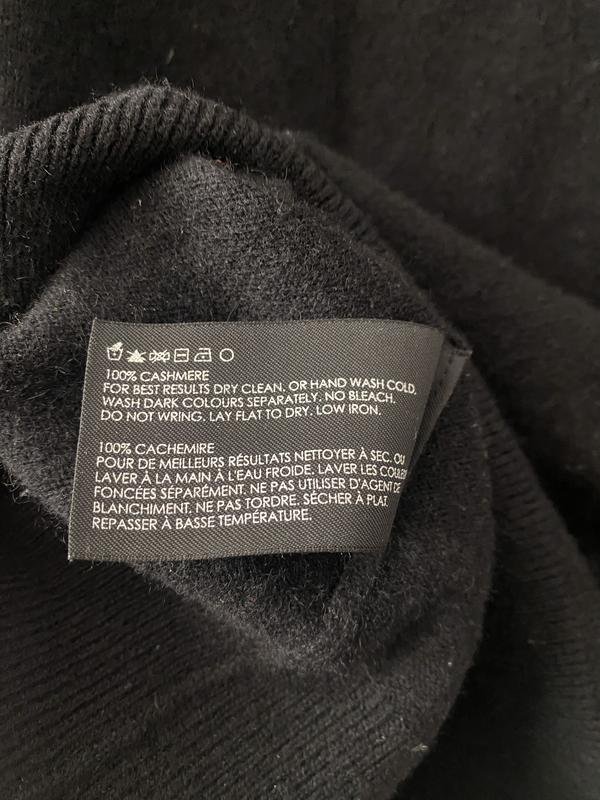 100% CASHMERE
FOR BEST RESULTS DRY CLEAN, OR HAND WASH COLD.
WASH DARK COLOURS SEPARATELY. NO BLEACH.
DO NOT WRING. LAY FLAT TO DRY. LOW IRON.
100% CACHEMIRE
POUR DE MEILLEURS RÉSULTATS NETTOYER À SEC. OU
LAVER À LA MAIN À L'EAU FROIDE. LAVER LES
FONCÉES SÉPARÉMENT. NE PAS UTILISER D'AGENT DE
BLANCHIMENT. NE PAS TORDRE. SÉCHER À PLAT.
REPASSER À BASSE TEMPÉRATURE.